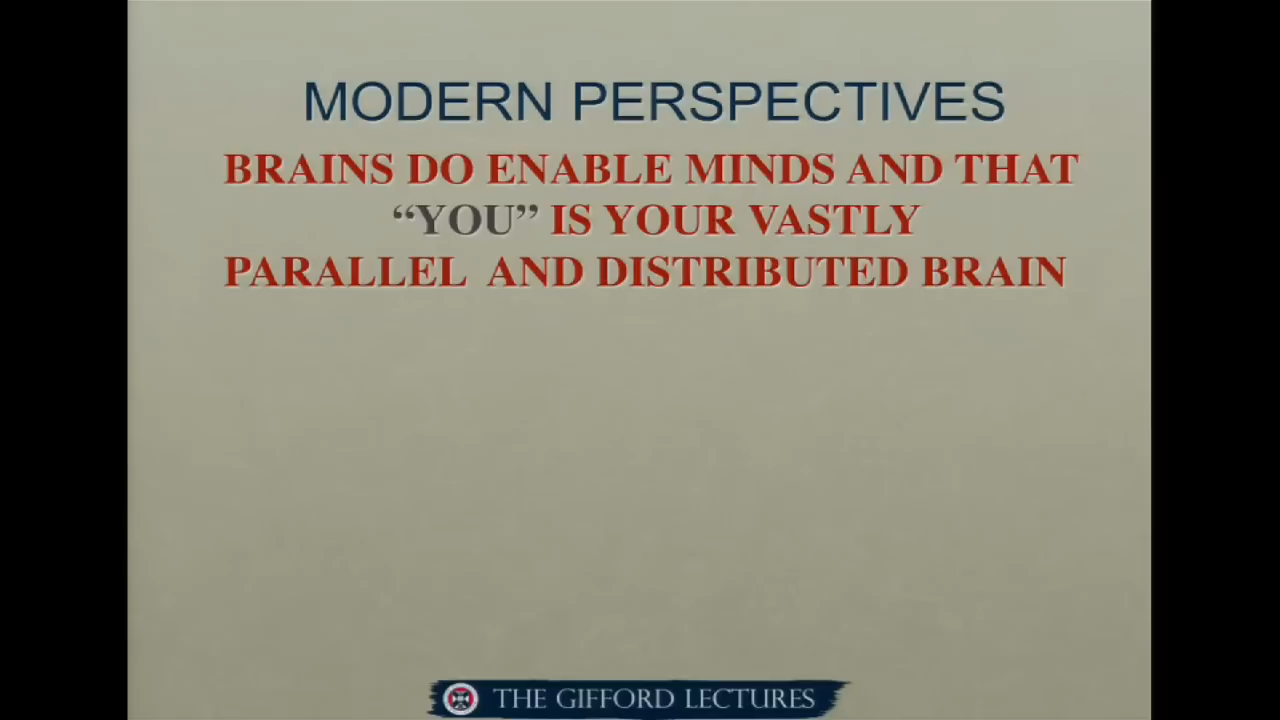 MODERN PERSPECTIVES
BRAINS DO ENABLE MINDS AND THAT
“YOU” IS YOUR VASTLY
PARALLEL AND DISTRIBUTED BRAIN
THE GIFFORD LECTURES